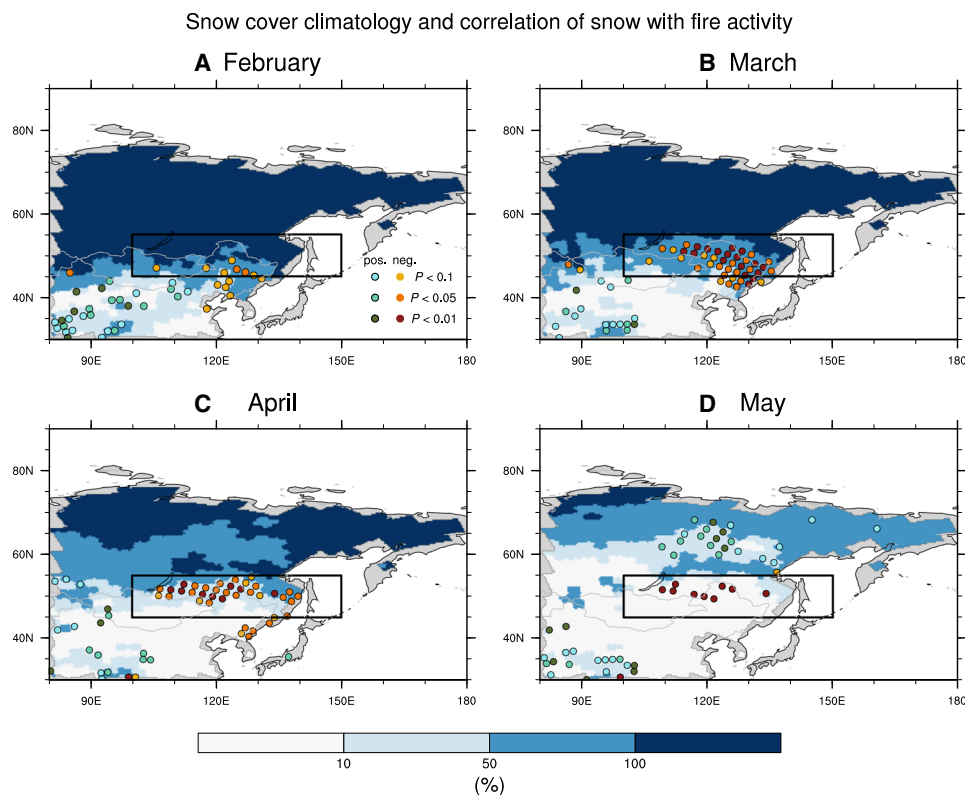 Snow cover climatology and correlation of snow with fire activity
A February
B March
80N
60N
40N
90E 120E 150E 180
pos. neg.
P < 0.1
P < 0.05
P < 0.01
80N
60N
40N
90E 120E 150E 180
C April
D May
80N
60N
40N
90E 120E 150E 180
80N
60N
40N
90E 120E 150E 180
10 50 100
(%)